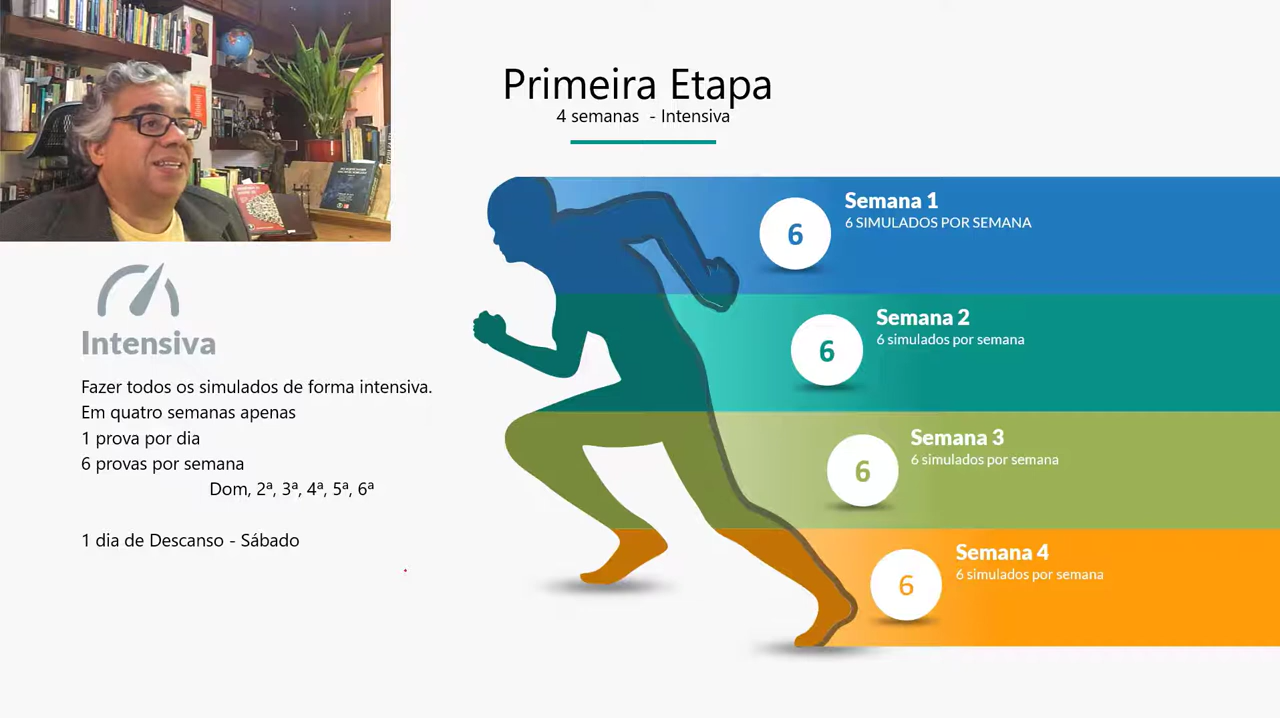 Primeira Etapa
4 semanas - Intensiva
Intensiva
Fazer todos os simulados de forma intensiva.
Em quatro semanas apenas
1 prova por dia
6 provas por semana
Dom, 2ª, 3ª, 4ª, 5ª, 6ª
1 dia de Descanso - Sábado
6
Semana 1
6 SIMULADOS POR SEMANA
6
Semana 2
6 simulados por semana
6
Semana 3
6 simulados por semana
6
Semana 4
6 simulados por semana